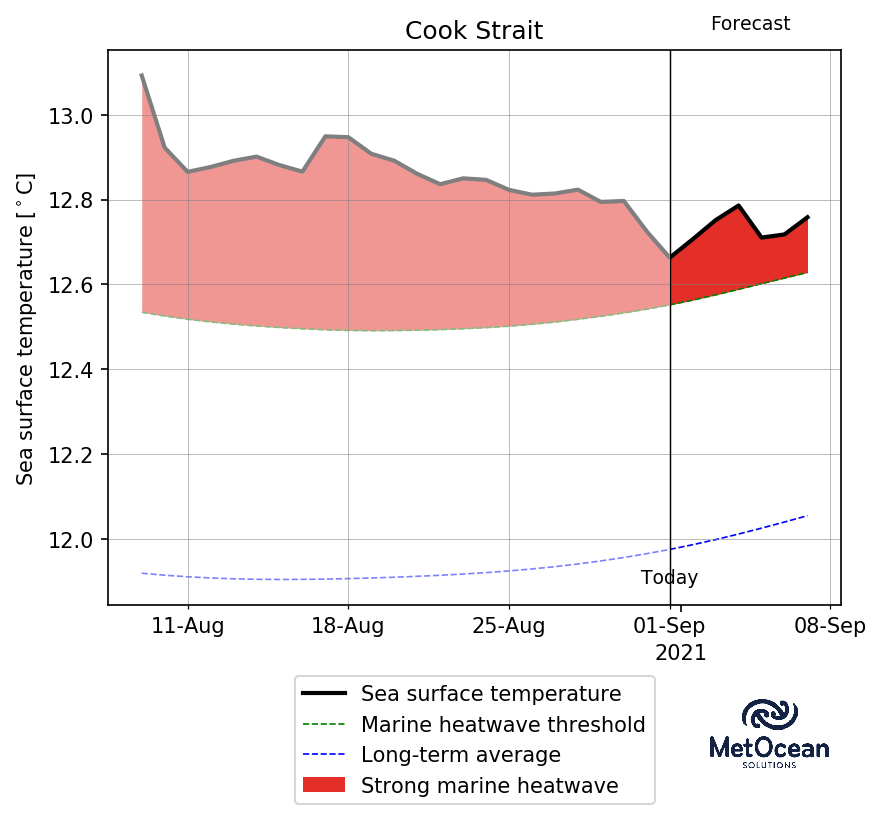 Forecast
Cook Strait
Sea surface temperature [°C]
13.0
12.8
12.6
12.4
12.2
12.0
Today
11-Aug 18-Aug 25-Aug 01-Sep 08-Sep
2021
Sea surface temperature
Marine heatwave threshold
Long-term average
Strong marine heatwave
MetOcean
SOLUTIONS